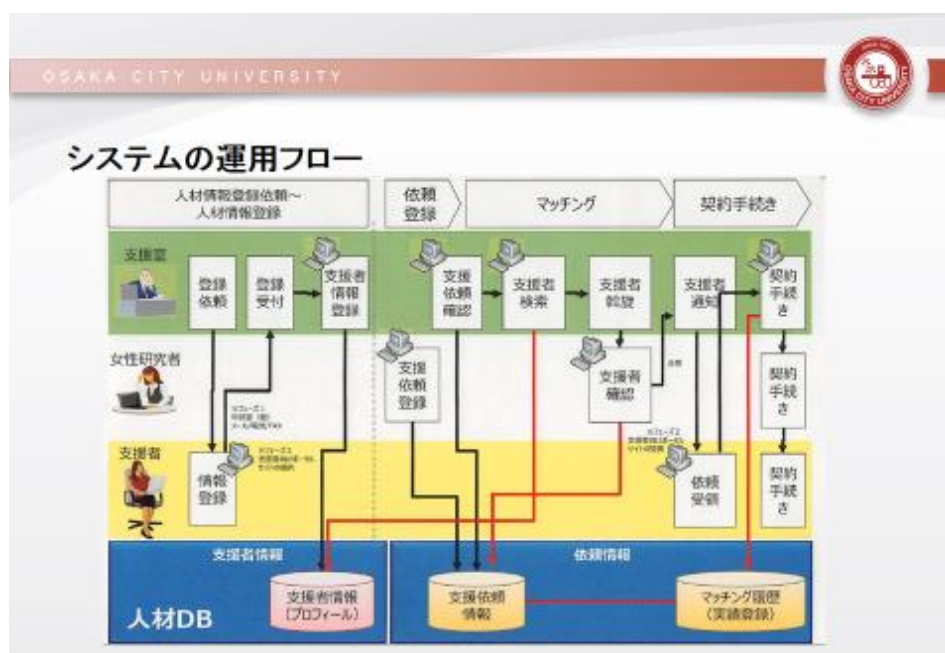 OSAKA CITY UNIVERSITY
OSAKA CITY UNIVERSITY
システムの運用フロー
人材情報登録依頼～
人材情報登録
依頼
登録
マッチング
契約手続き
支援室
登録
依頼
登録
受付
支援者
情報
登録
支援
依頼
確認
支援者
検索
支援者
斡旋
支援者
通知
契約
手続
き
女性研究者
支援
依頼
登録
支援者
確認
契約
手続
き
支援者
情報
登録
依頼
受領
契約
手続
き
支援者情報
依頼情報
人材DB
支援者情報
(プロフィール)
支援依頼
情報
マッチング履歴
(実績登録)